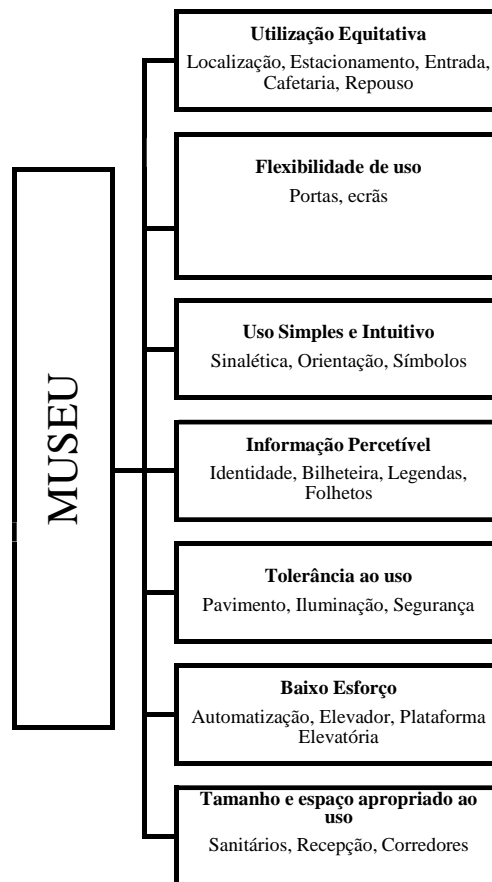 MUSEU
Utilização Equitativa
Localização, Estacionamento, Entrada,
Cafetaria, Repouso
Flexibilidade de uso
Portas, ecrãs
Uso Simples e Intuitivo
Sinalética, Orientação, Símbolos
Informação Percetível
Identidade, Bilheteira, Legendas,
Folhetos
Tolerância ao uso
Pavimento, Iluminação, Segurança
Baixo Esforço
Automatização, Elevador, Plataforma
Elevatória
Tamanho e espaço apropriado ao
uso
Sanitários, Recepção, Corredores